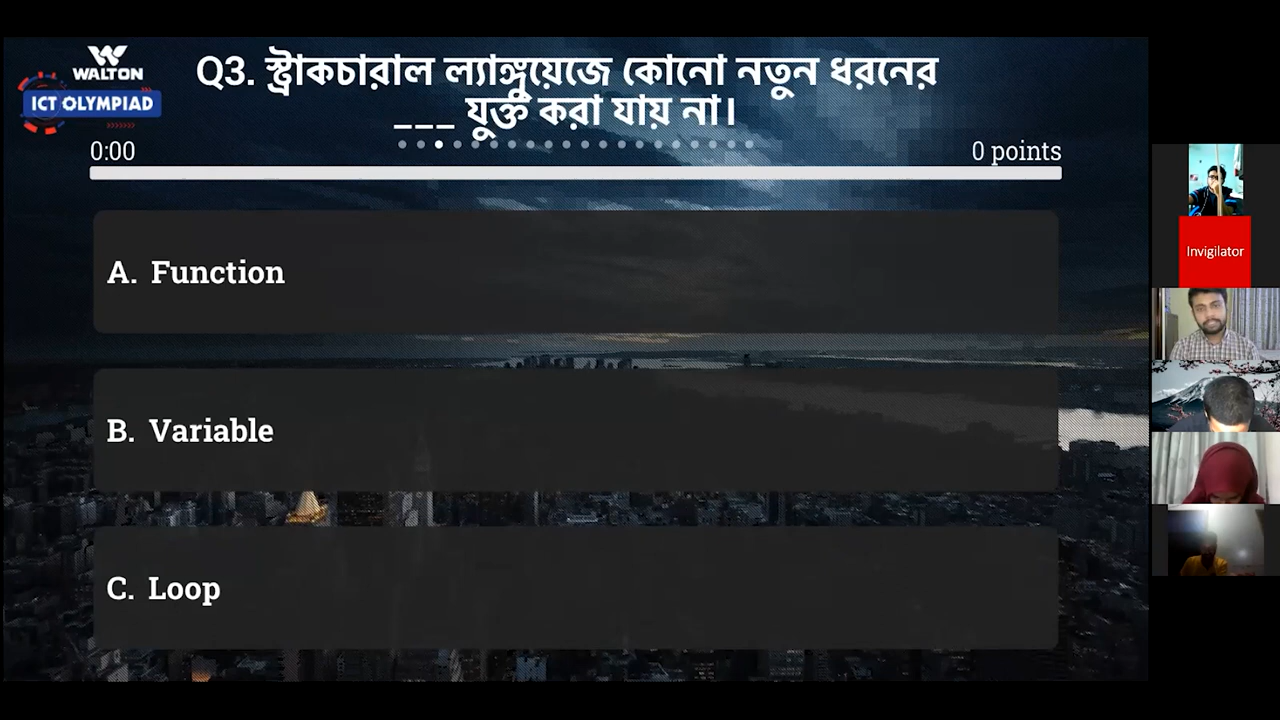 WALTON
ICT OLYMPIAD
Q3. স্ট্রাকচারাল ল্যাঙ্গুয়েজে কোনো নতুন ধরনের
___ যুক্ত করা যায় না।
0:00
0 points
A. Function
B. Variable
C. Loop
Invigilator